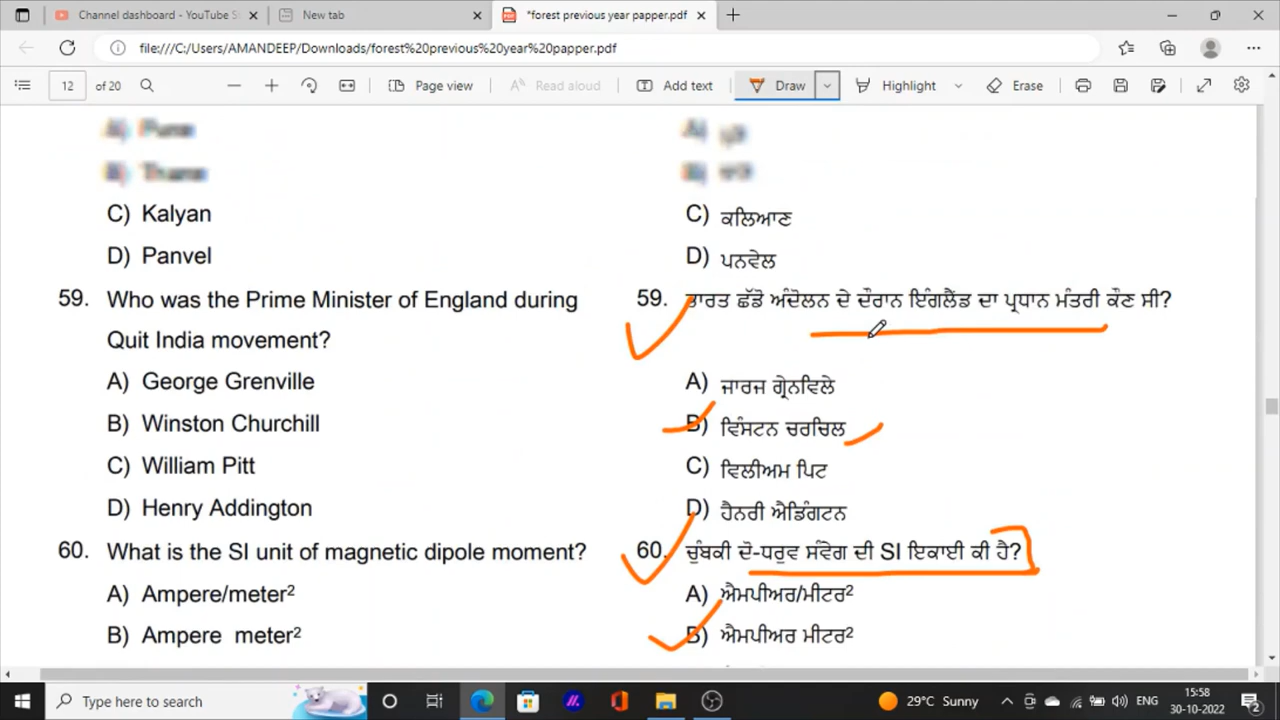 Channel dashboard - YouTube S
New tab
*forest previous year papper.pdf
file:///C:/Users/AMANDEEP/Downloads/forest%20previous%20year%20papper.pdf
12 of 20
Page view
Read aloud
Add text
Draw
Highlight
Erase
C) Kalyan
D) Panvel
59. Who was the Prime Minister of England during
Quit India movement?
A) George Grenville
B) Winston Churchill
C) William Pitt
D) Henry Addington
60. What is the SI unit of magnetic dipole moment?
A) Ampere/meter²
B) Ampere meter²
C) ਕਲਿਆਣ
D) ਪਨਵੇਲ
59. ਭਾਰਤ ਛੱਡੋ ਅੰਦੋਲਨ ਦੇ ਦੌਰਾਨ ਇੰਗਲੈਂਡ ਦਾ ਪ੍ਰਧਾਨ ਮੰਤਰੀ ਕੌਣ ਸੀ?
A) ਜਾਰਜ ਗ੍ਰੇਨਵਿਲੇ
B) ਵਿੰਸਟਨ ਚਰਚਿਲ
C) ਵਿਲੀਅਮ ਪਿਟ
D) ਹੈਨਰੀ ਐਡਿੰਗਟਨ
60. ਚੁੰਬਕੀ ਦੋ-ਧਰੁਵ ਸੰਵੇਗ ਦੀ SI ਇਕਾਈ ਕੀ ਹੈ?
A) ਐਮਪੀਅਰ/ਮੀਟਰ²
B) ਐਮਪੀਅਰ ਮੀਟਰ²
Type here to search
29°C Sunny
ENG
15:58
30-10-2022
2